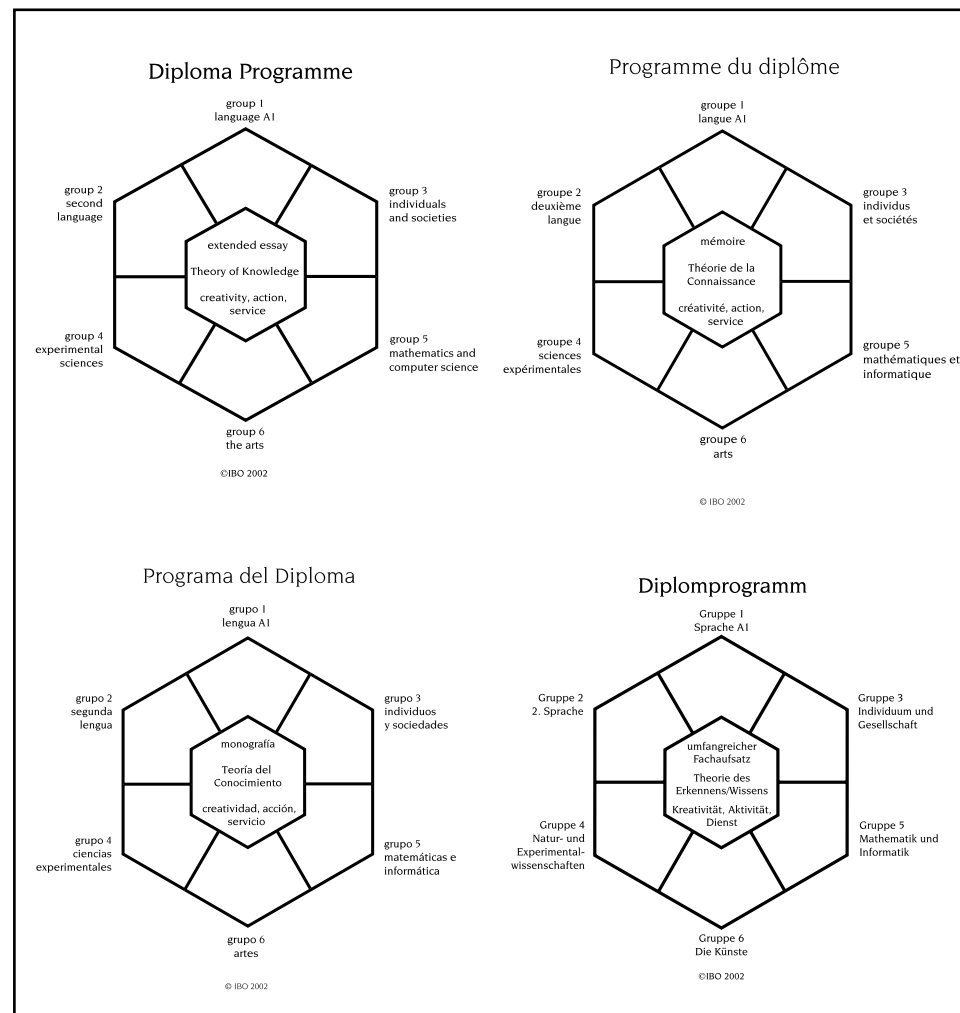 Diploma Programme
group 1
language A1
group 2
second
language
group 3
individuals
and societies
extended essay
Theory of Knowledge
creativity, action,
service
group 4
experimental
sciences
group 5
mathematics and
computer science
group 6
the arts
©IBO 2002
Programme du diplôme
groupe 1
langue A1
groupe 2
deuxième
langue
groupe 3
individus
et sociétés
mémoire
Théorie de la
Connaissance
créativité, action,
service
groupe 4
sciences
expérimentales
groupe 5
mathématiques et
informatique
groupe 6
arts
© IBO 2002
Programa del Diploma
grupo 1
lengua A1
grupo 2
segunda
lengua
grupo 3
individuos
y sociedades
monografía
Teoría del
Conocimiento
creatividad, acción,
servicio
grupo 4
ciencias
experimentales
grupo 5
matemáticas e
informática
grupo 6
artes
© IBO 2002
Diplomprogramm
Gruppe 1
Sprache A1
Gruppe 2
2. Sprache
Gruppe 3
Individuum und
Gesellschaft
umfangreicher
Fachaufsatz
Theorie des
Erkennens/Wissens
Kreativität, Aktivität,
Dienst
Gruppe 4
Natur- und
Experimental-
wissenschaften
Gruppe 5
Mathematik und
Informatik
Gruppe 6
Die Künste
©IBO 2002